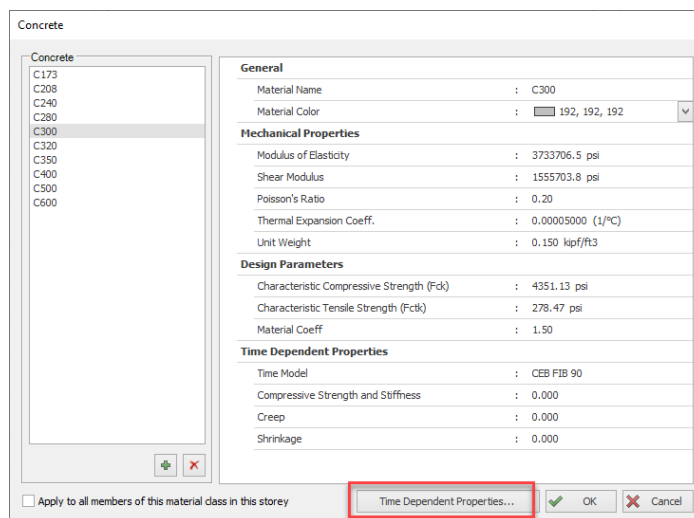 Concrete
Concrete
C173
C208
C240
C280
C300
C320
C350
C400
C500
C600
General
Material Name : C300
Material Color : 192, 192, 192
Mechanical Properties
Modulus of Elasticity : 3733706.5 psi
Shear Modulus : 1555703.8 psi
Poisson's Ratio : 0.20
Thermal Expansion Coeff. : 0.00005000 (1/°C)
Unit Weight : 0.150 kipf/ft3
Design Parameters
Characteristic Compressive Strength (Fck) : 4351.13 psi
Characteristic Tensile Strength (Fctk) : 278.47 psi
Material Coeff : 1.50
Time Dependent Properties
Time Model : CEB FIB 90
Compressive Strength and Stiffness : 0.000
Creep : 0.000
Shrinkage : 0.000
Apply to all members of this material class in this storey
Time Dependent Properties...
OK
Cancel